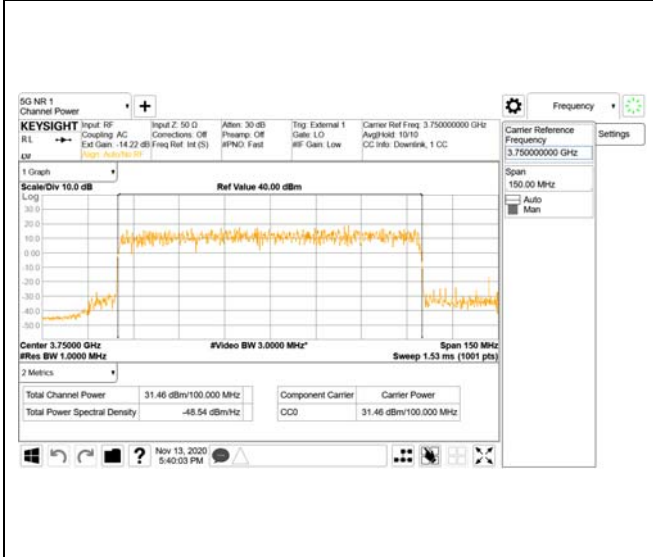 5G NR 1
Channel Power
Frequency
KEYSIGHT
Input: RF
Input Z: 50 Ω
Atten: 30 dB
Trig: External 1
Carrier Ref Freq: 3.750000000 GHz
RL
Coupling: AC
Corrections: Off
Preamp: Off
Gate: LO
Avg|Hold: 10/10
Ext Gain: -14.22 dB
Freq Ref: Int (S)
#PNO: Fast
#IF Gain: Low
CC Info: Downlink, 1 CC
Align: Auto/No RF
Carrier Reference
Frequency
3.750000000 GHz
Settings
Span
150.00 MHz
Auto
Man
1 Graph
Scale/Div 10.0 dB
Ref Value 40.00 dBm
Log
30.0
20.0
10.0
0.00
-10.0
-20.0
-30.0
-40.0
-50.0
Center 3.75000 GHz
#Video BW 3.0000 MHz*
Span 150 MHz
#Res BW 1.0000 MHz
Sweep 1.53 ms (1001 pts)
2 Metrics
Total Channel Power
31.46 dBm/100.000 MHz
Component Carrier
Carrier Power
Total Power Spectral Density
-48.54 dBm/Hz
CC0
31.46 dBm/100.000 MHz
?
Nov 13, 2020
5:40:03 PM